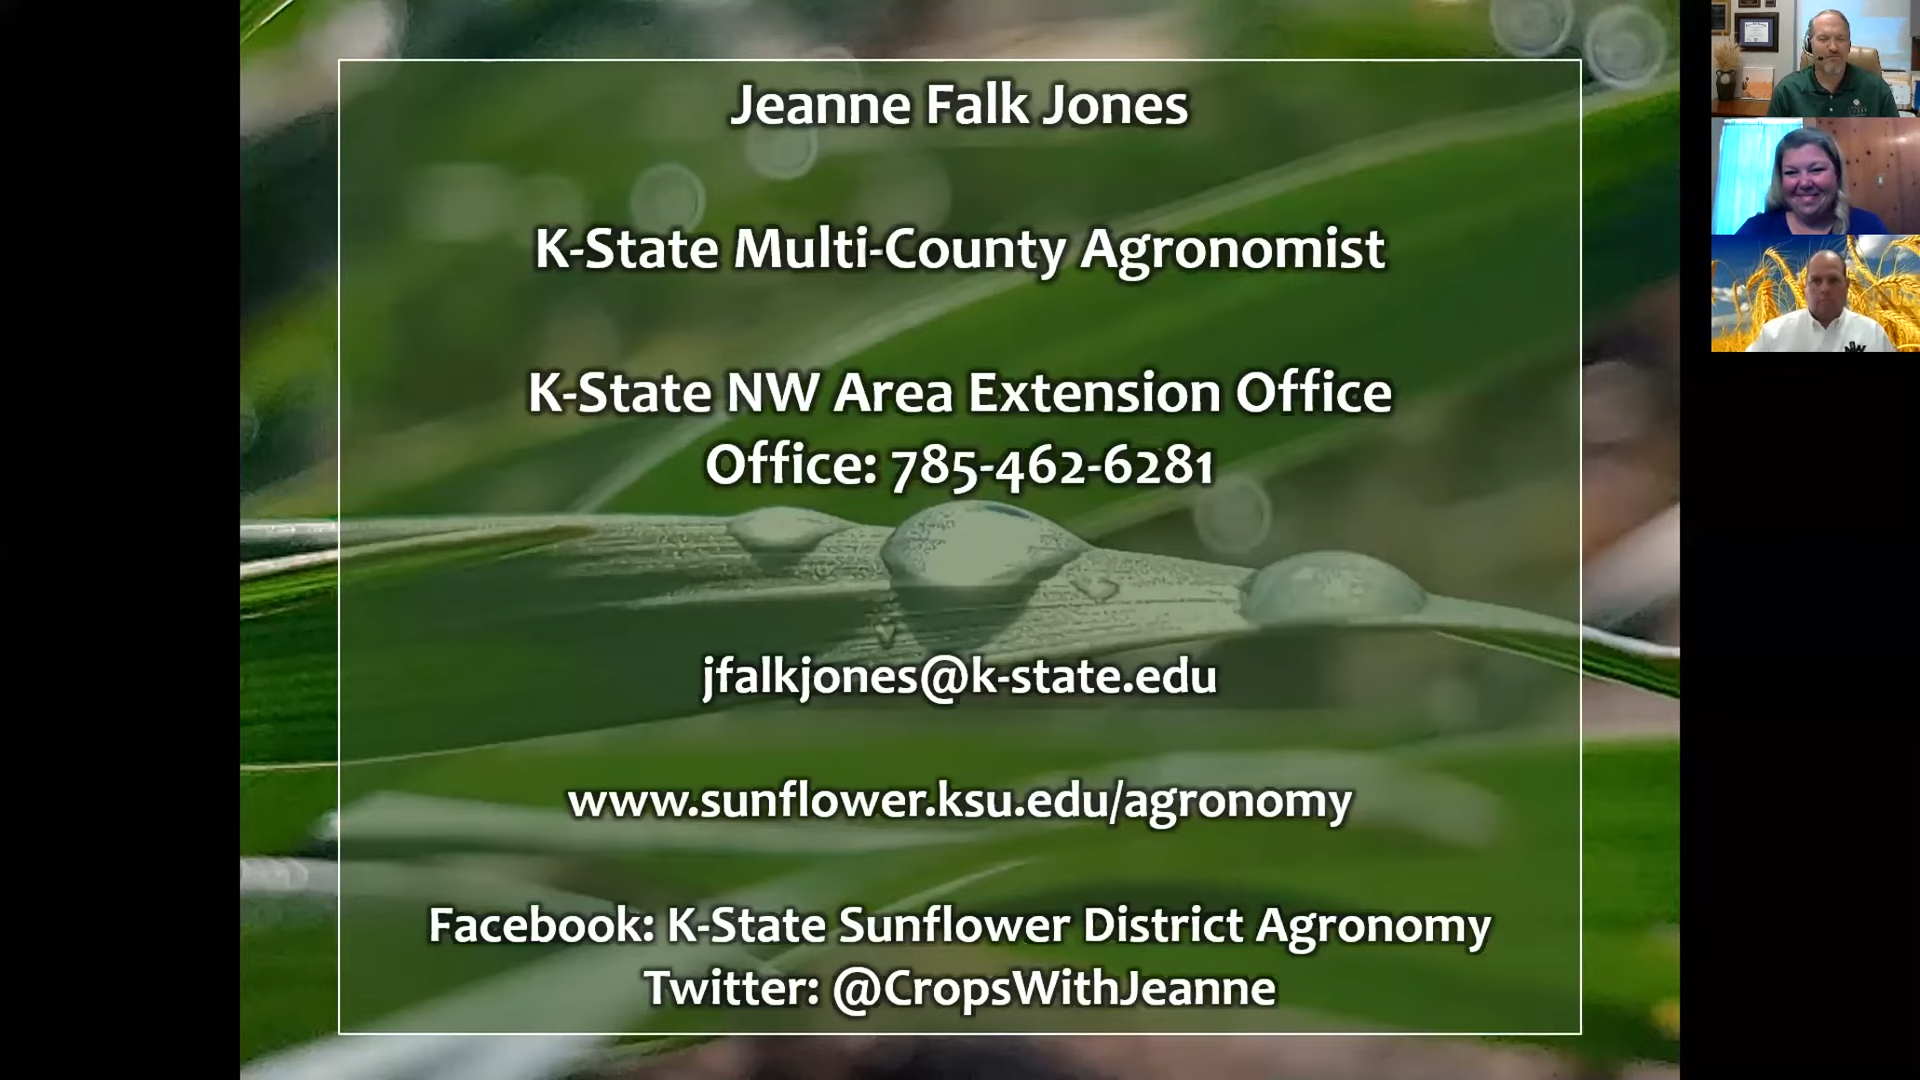 Jeanne Falk Jones
K-State Multi-County Agronomist
K-State NW Area Extension Office
Office: 785-462-6281
jfalkjones@k-state.edu
www.sunflower.ksu.edu/agronomy
Facebook: K-State Sunflower District Agronomy
Twitter: @CropsWithJeanne